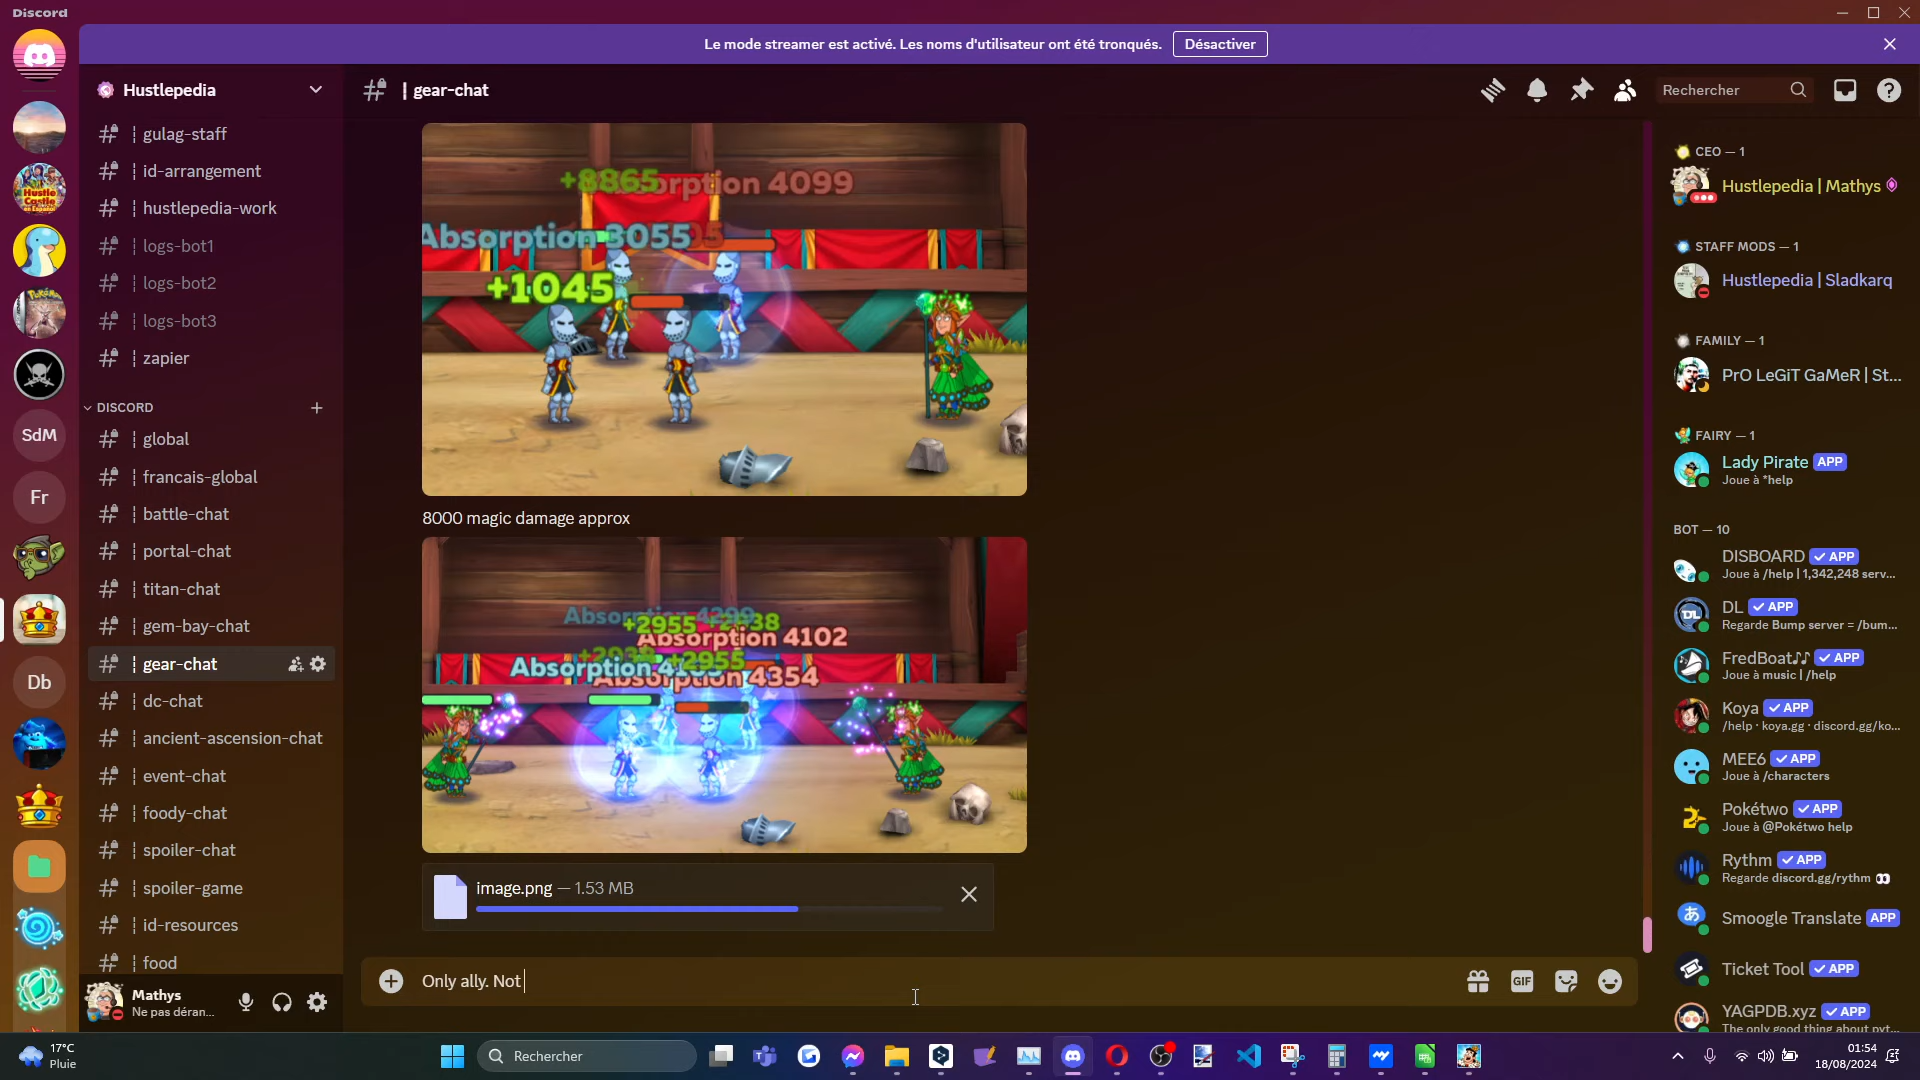 Discord
Le mode streamer est activé. Les noms d'utilisateur ont été tronqués.
Désactiver
Hustlepedia
| gear-chat
Rechercher
SdM
Fr
Db
¦ gulag-staff
¦ id-arrangement
¦ hustlepedia-work
¦ logs-bot1
¦ logs-bot2
¦ logs-bot3
¦ zapier
DISCORD
¦ global
¦ francais-global
¦ battle-chat
¦ portal-chat
¦ titan-chat
¦ gem-bay-chat
¦ gear-chat
¦ dc-chat
¦ ancient-ascension-chat
¦ event-chat
¦ foody-chat
¦ spoiler-chat
¦ spoiler-game
¦ id-resources
¦ food
Mathys
Ne pas déran...
+8865
4099
Absorption 3055
+1045
8000 magic damage approx
+2955
Absorption 4102
+2955
Absorption
4354
image.png — 1.53 MB
Only ally. Not
GIF
CEO — 1
Hustlepedia | Mathys
STAFF MODS — 1
Hustlepedia | Sladkarq
FAMILY — 1
PrO LeGiT GaMeR | St...
FAIRY — 1
Lady Pirate APP
Joue à *help
BOT — 10
DISBOARD APP
Joue à /help | 1,342,248 serv...
DL APP
Regarde Bump server = /bum...
FredBoat♪♪ APP
Joue à music | /help
Koya APP
/help · koya.gg · discord.gg/ko...
MEE6 APP
Joue à /characters
Pokétwo APP
Joue à @Pokétwo help
Rythm APP
Regarde discord.gg/rythm
Smoogle Translate APP
Ticket Tool APP
YAGPDB.xyz APP
The only good thing about pyt...
17°C
Pluie
Rechercher
01:54
18/08/2024